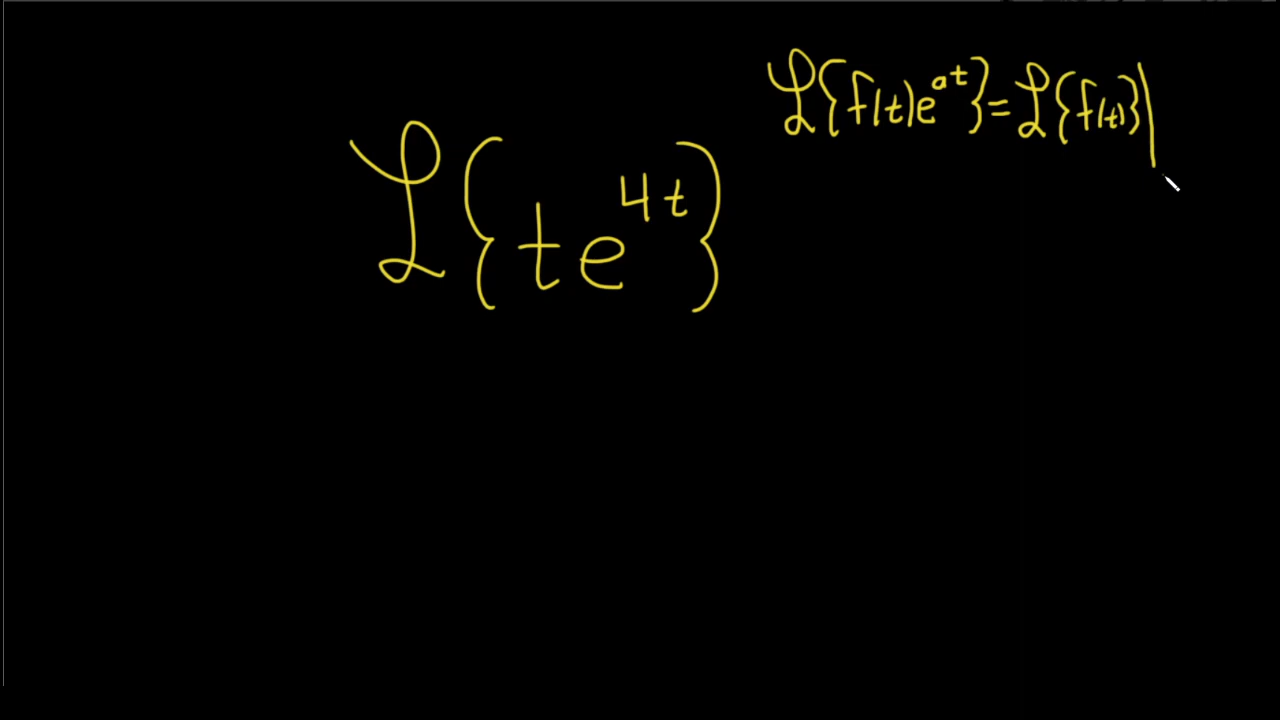 ℒ{f(t)e^{at}} = ℒ{f(t)}|
ℒ{te^{4t}}